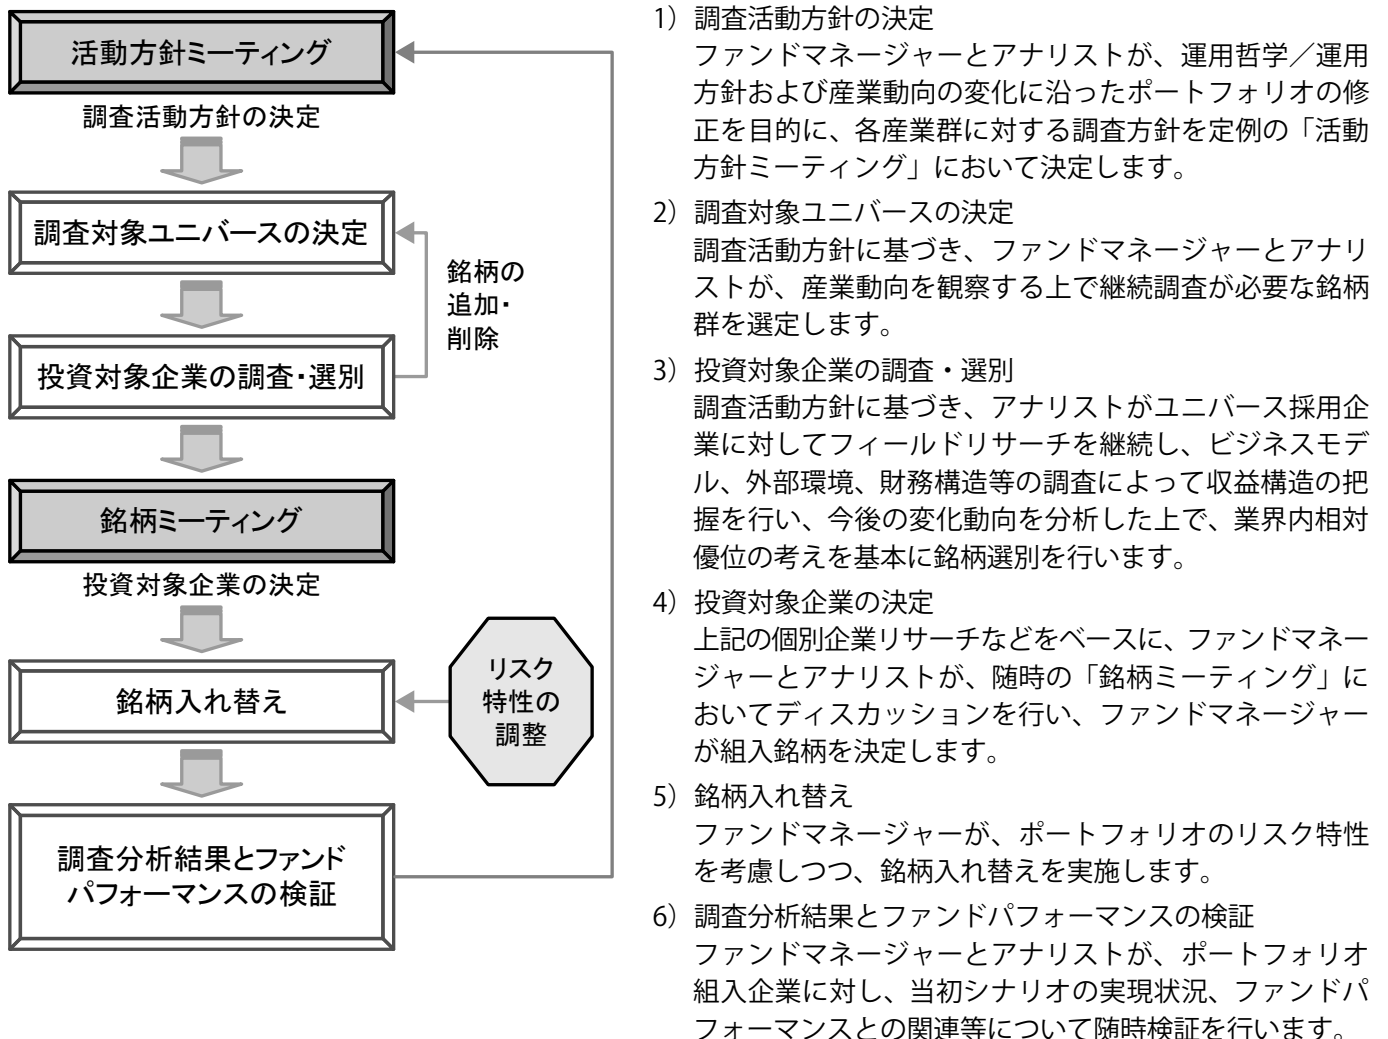 活動方針ミーティング
調査活動方針の決定
調査対象ユニバースの決定
銘柄の
追加・
削除
投資対象企業の調査・選別
銘柄ミーティング
投資対象企業の決定
リスク
特性の
調整
銘柄入れ替え
調査分析結果とファンド
パフォーマンスの検証
1）調査活動方針の決定
ファンドマネージャーとアナリストが、運用哲学／運用
方針および産業動向の変化に沿ったポートフォリオの修
正を目的に、各産業群に対する調査方針を定例の「活動
方針ミーティング」において決定します。
2）調査対象ユニバースの決定
調査活動方針に基づき、ファンドマネージャーとアナリ
ストが、産業動向を観察する上で継続調査が必要な銘柄
群を選定します。
3）投資対象企業の調査・選別
調査活動方針に基づき、アナリストがユニバース採用企
業に対してフィールドリサーチを継続し、ビジネスモデ
ル、外部環境、財務構造等の調査によって収益構造の把
握を行い、今後の変化動向を分析した上で、業界内相対
優位の考えを基本に銘柄選別を行います。
4）投資対象企業の決定
上記の個別企業リサーチなどをベースに、ファンドマネー
ジャーとアナリストが、随時の「銘柄ミーティング」に
おいてディスカッションを行い、ファンドマネージャー
が組入銘柄を決定します。
5）銘柄入れ替え
ファンドマネージャーが、ポートフォリオのリスク特性
を考慮しつつ、銘柄入れ替えを実施します。
6）調査分析結果とファンドパフォーマンスの検証
ファンドマネージャーとアナリストが、ポートフォリオ
組入企業に対し、当初シナリオの実現状況、ファンドパ
フォーマンスとの関連等について随時検証を行います。